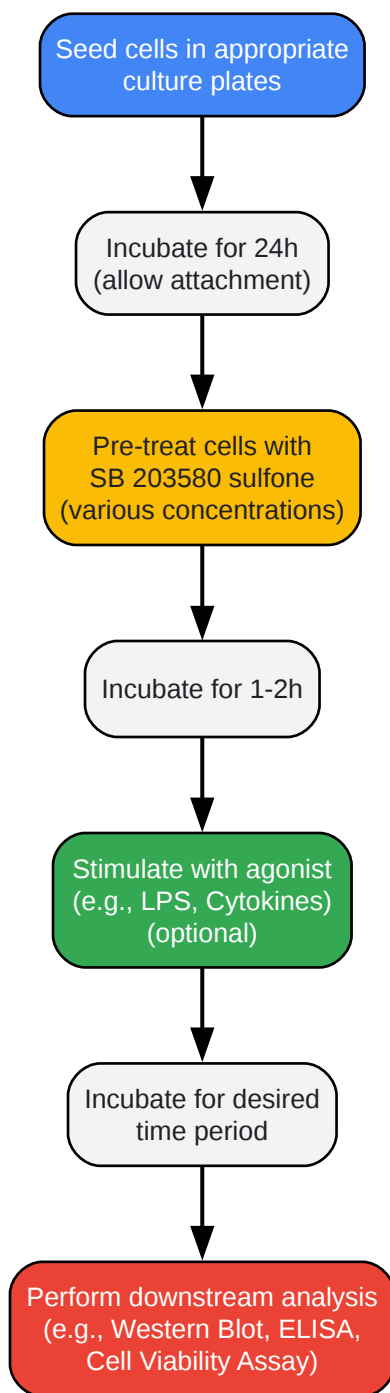 Seed cells in appropriate
culture plates
Incubate for 24h
(allow attachment)
Pre-treat cells with
SB 203580 sulfone
(various concentrations)
Incubate for 1-2h
Stimulate with agonist
(e.g., LPS, Cytokines)
(optional)
Incubate for desired
time period
Perform downstream analysis
(e.g., Western Blot, ELISA,
Cell Viability Assay)